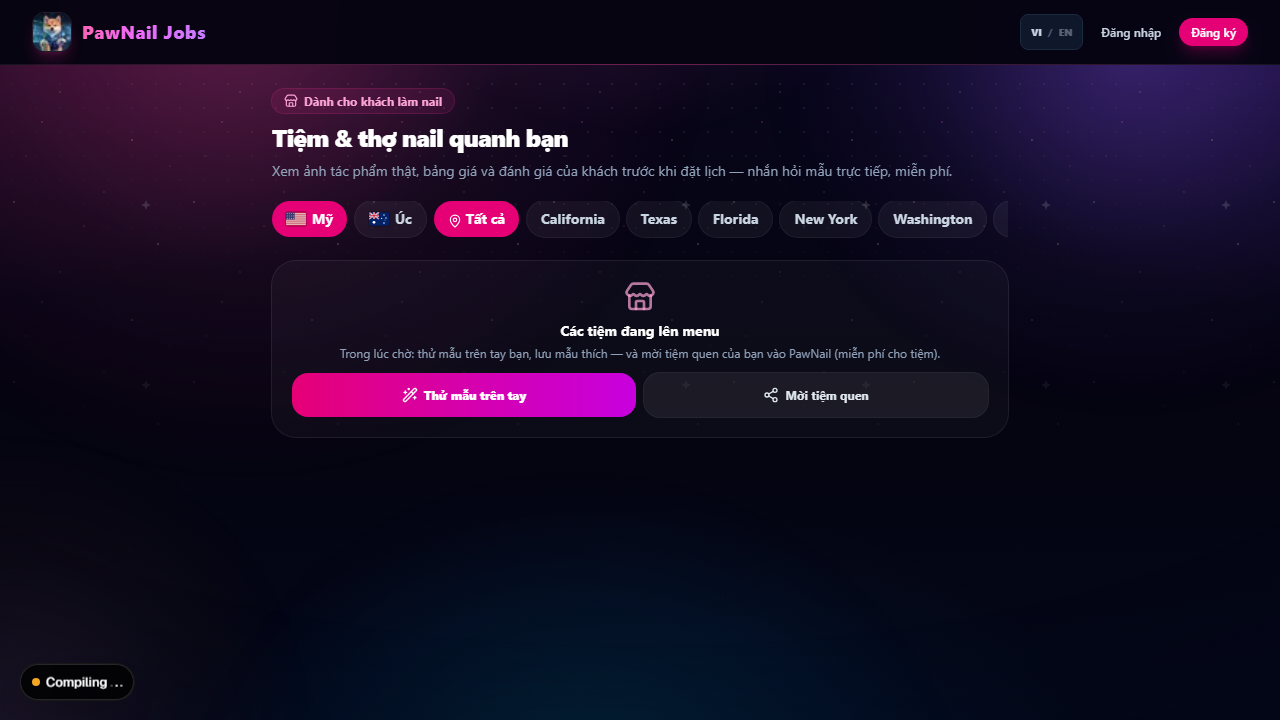 PawNail Jobs
VI / EN
Đăng nhập
Đăng ký
Dành cho khách làm nail
Tiệm & thợ nail quanh bạn
Xem ảnh tác phẩm thật, bảng giá và đánh giá của khách trước khi đặt lịch — nhắn hỏi mẫu trực tiếp, miễn phí.
Mỹ
Úc
Tất cả
California
Texas
Florida
New York
Washington
Các tiệm đang lên menu
Trong lúc chờ: thử mẫu trên tay bạn, lưu mẫu thích — và mời tiệm quen của bạn vào PawNail (miễn phí cho tiệm).
Thử mẫu trên tay
Mời tiệm quen
Compiling ...